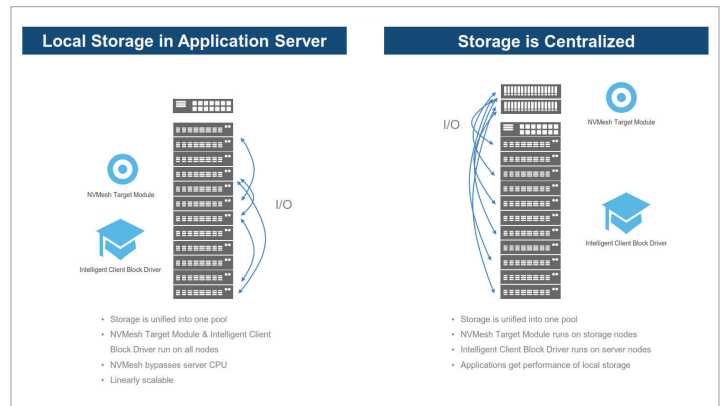 Local Storage in Application Server
I/O
NVMesh Target Module
Intelligent Client Block Driver
• Storage is unified into one pool
• NVMesh Target Module & Intelligent Client
Block Driver run on all nodes
• NVMesh bypasses server CPU
• Linearly scalable
Storage is Centralized
I/O
NVMesh Target Module
Intelligent Client Block Driver
• Storage is unified into one pool
• NVMesh Target Module runs on storage nodes
• Intelligent Client Block Driver runs on server nodes
• Applications get performance of local storage